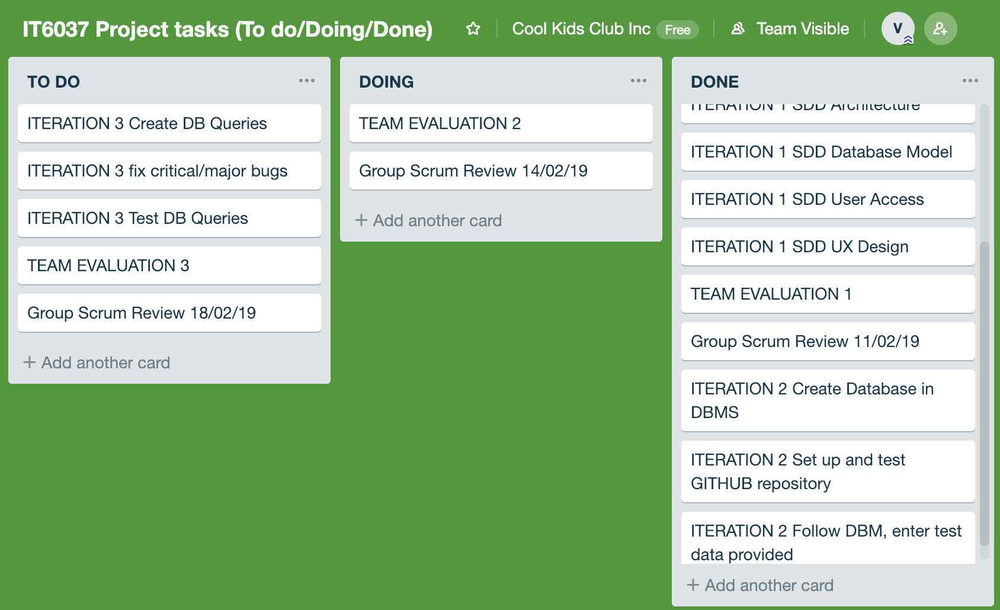 IT6037 Project tasks (To do/Doing/Done)
Cool Kids Club Inc Free
Team Visible
V
TO DO
ITERATION 3 Create DB Queries
ITERATION 3 fix critical/major bugs
ITERATION 3 Test DB Queries
TEAM EVALUATION 3
Group Scrum Review 18/02/19
+ Add another card
DOING
TEAM EVALUATION 2
Group Scrum Review 14/02/19
+ Add another card
DONE
ITERATION 1 SDD Architecture
ITERATION 1 SDD Database Model
ITERATION 1 SDD User Access
ITERATION 1 SDD UX Design
TEAM EVALUATION 1
Group Scrum Review 11/02/19
ITERATION 2 Create Database in
DBMS
ITERATION 2 Set up and test
GITHUB repository
ITERATION 2 Follow DBM, enter test
data provided
+ Add another card